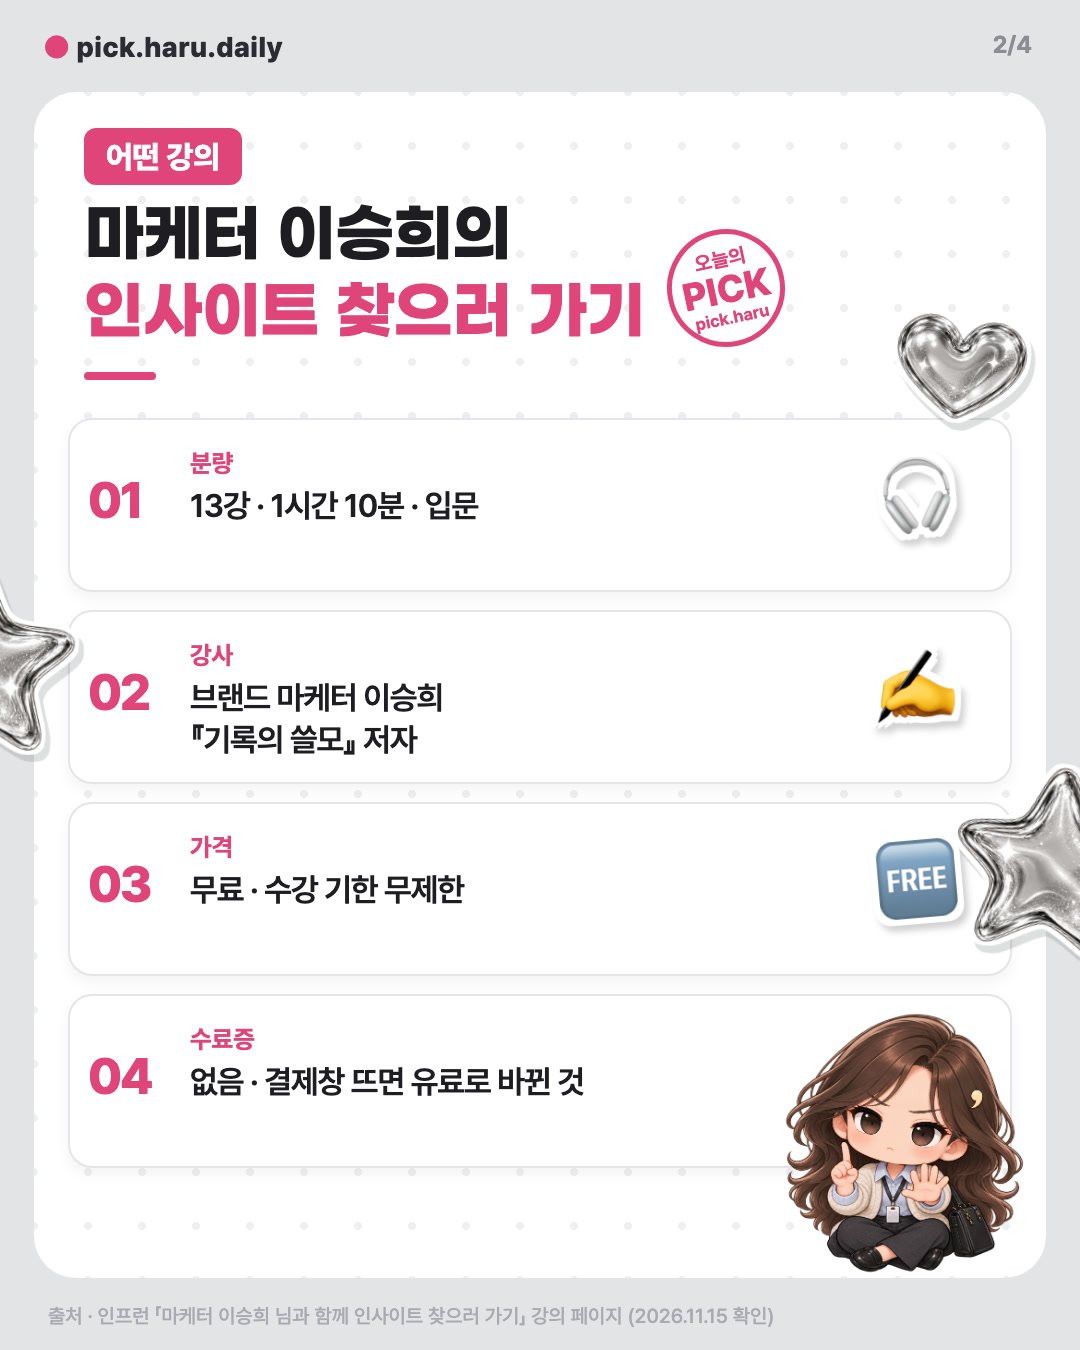 pick.haru.daily
2/4
어떤 강의
마케터 이승희의
인사이트 찾으러 가기
오늘의
PICK
pick.haru
01
분량
13강 · 1시간 10분 · 입문
02
강사
브랜드 마케터 이승희
『기록의 쓸모』 저자
03
가격
무료 · 수강 기한 무제한
FREE
04
수료증
없음 · 결제창 뜨면 유료로 바뀐 것
출처 · 인프런 「마케터 이승희 님과 함께 인사이트 찾으러 가기」 강의 페이지 (2026.11.15 확인)